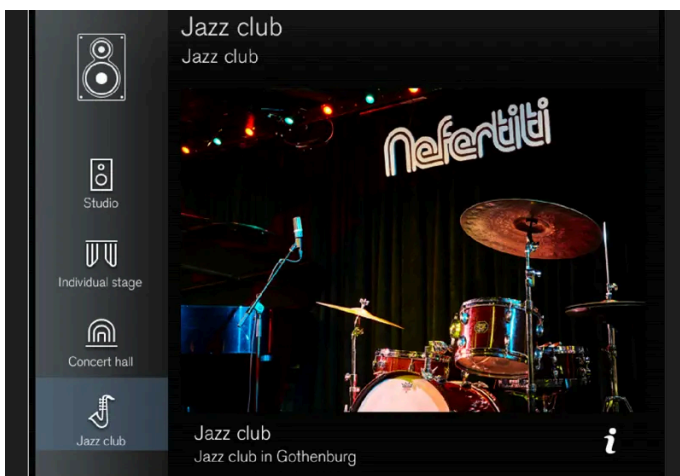 Jazz club
Jazz club
Nefertiti
Studio
Individual stage
Concert hall
Jazz club
Jazz club
Jazz club in Gothenburg
i